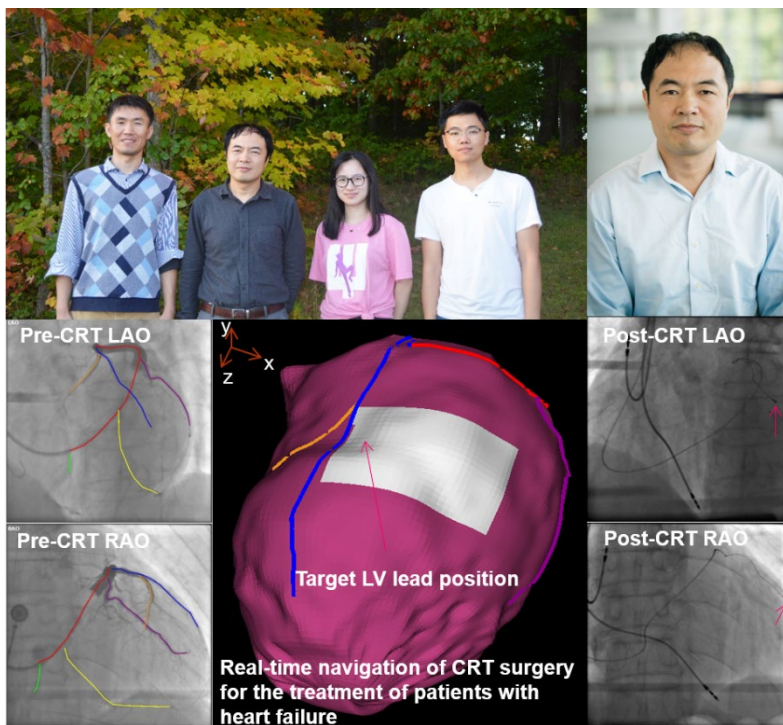 Pre-CRT LAO
y
x
z
Post-CRT LAO
Pre-CRT RAO
Target LV lead position
Post-CRT RAO
Real-time navigation of CRT surgery
for the treatment of patients with
heart failure